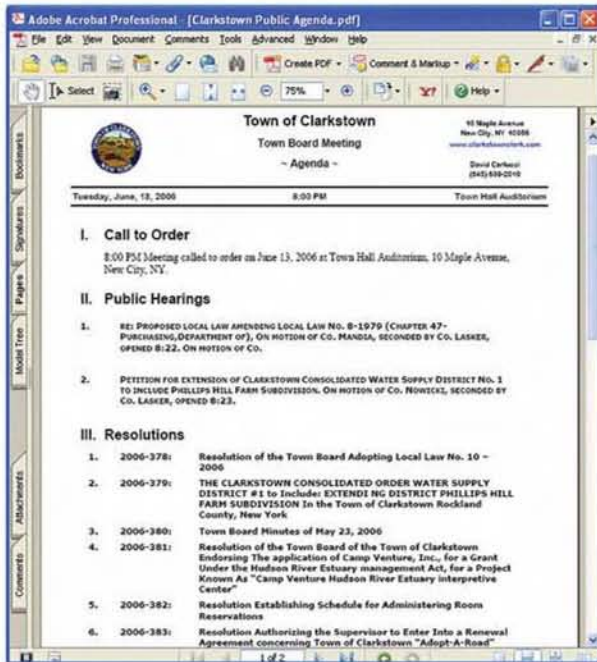 Adobe Acrobat Professional - [Clarkstown Public Agenda.pdf]
File Edit View Document Comments Tools Advanced Window Help
Create PDF Comment & Markup
Select 75% Help
Bookmarks
Signatures
Pages
Model Tree
Attachments
Comments
Town of Clarkstown
Town Board Meeting
~ Agenda ~
10 Maple Avenue
New City, NY 10956
www.clarkstownclerk.com
David Carlucci
Tuesday, June, 13, 2006 8:00 PM Town Hall Auditorium
I. Call to Order
8:00 PM Meeting called to order on June 13, 2006 at Town Hall Auditorium, 10 Maple Avenue,
New City, NY.
II. Public Hearings
1. RE: PROPOSED LOCAL LAW AMENDING LOCAL LAW NO. 8-1979 (CHAPTER 47-
PURCHASING,DEPARTMENT OF), ON MOTION OF CO. MANDIA, SECONDED BY CO. LASKER,
OPENED 8:22. ON MOTION OF CO.
2. PETITION FOR EXTENSION OF CLARKSTOWN CONSOLIDATED WATER SUPPLY DISTRICT NO. 1
TO INCLUDE PHILLIPS HILL FARM SUBDIVISION. ON MOTION OF CO. NOWICKI, SECONDED BY
CO. LASKER, OPENED 8:23.
III. Resolutions
1. 2006-378: Resolution of the Town Board Adopting Local Law No. 10 –
2006
2. 2006-379: THE CLARKSTOWN CONSOLIDATED ORDER WATER SUPPLY
DISTRICT #1 to Include: EXTENDI NG DISTRICT PHILLIPS HILL
FARM SUBDIVISION In the Town of Clarkstown Rockland
County, New York
3. 2006-380: Town Board Minutes of May 23, 2006
4. 2006-381: Resolution of the Town Board of the Town of Clarkstown
Endorsing The application of Camp Venture, Inc., for a Grant
Under the Hudson River Estuary management Act, for a Project
Known As "Camp Venture Hudson River Estuary interpretive
Center"
5. 2006-382: Resolution Establishing Schedule for Administering Room
Reservations
6. 2006-383: Resolution Authorizing the Supervisor to Enter Into a Renewal
Agreement concerning Town of Clarkstown "Adopt-A-Road"
1 of 2